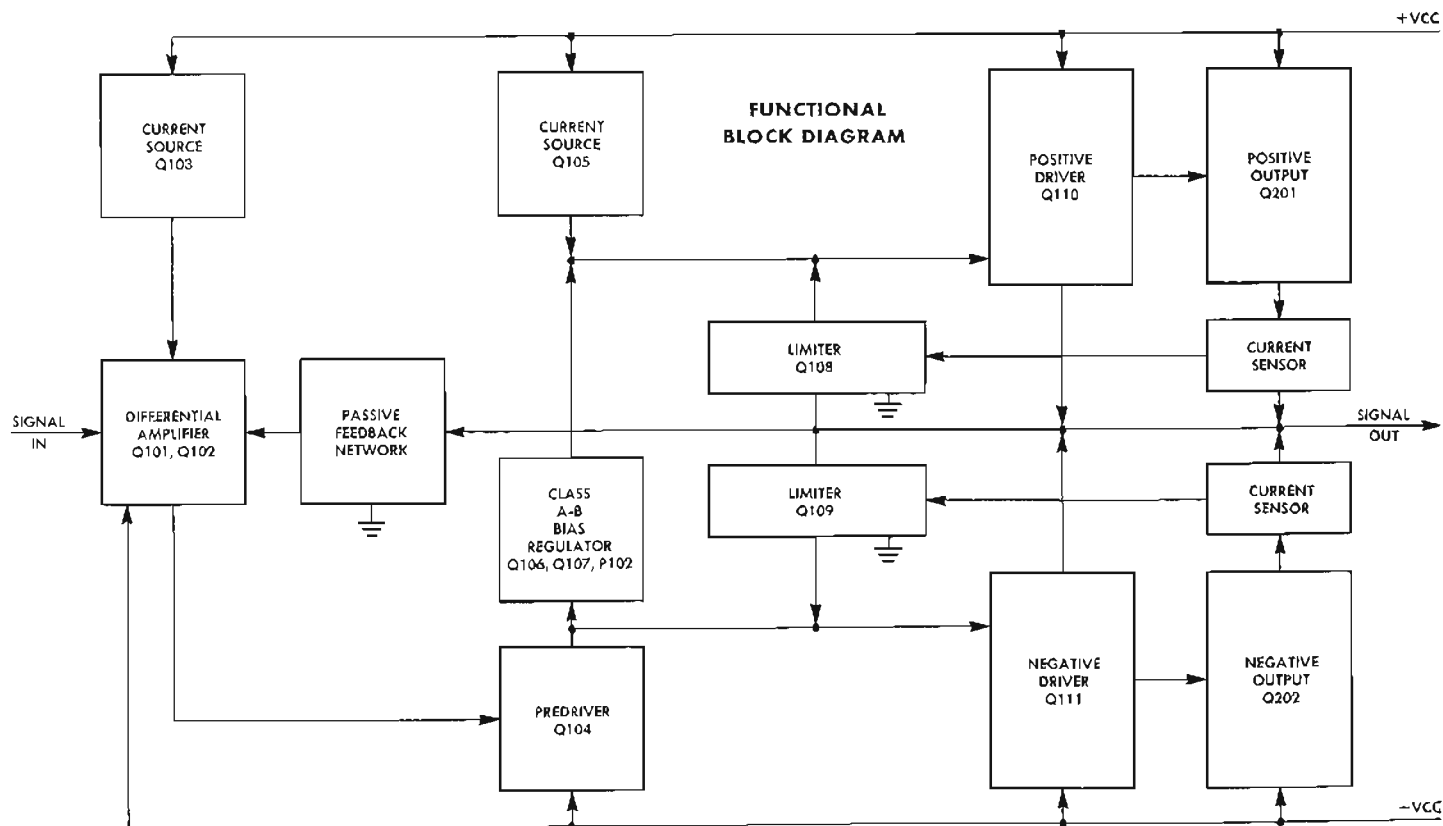 +VCC
FUNCTIONAL
BLOCK DIAGRAM
CURRENT
SOURCE
Q103
CURRENT
SOURCE
Q105
POSITIVE
DRIVER
Q110
POSITIVE
OUTPUT
Q201
LIMITER
Q108
CURRENT
SENSOR
SIGNAL
IN
DIFFERENTIAL
AMPLIFIER
Q101, Q102
PASSIVE
FEEDBACK
NETWORK
SIGNAL
OUT
CLASS
A-B
BIAS
REGULATOR
Q106, Q107, P102
LIMITER
Q109
CURRENT
SENSOR
PREDRIVER
Q104
NEGATIVE
DRIVER
Q111
NEGATIVE
OUTPUT
Q202
-VCC